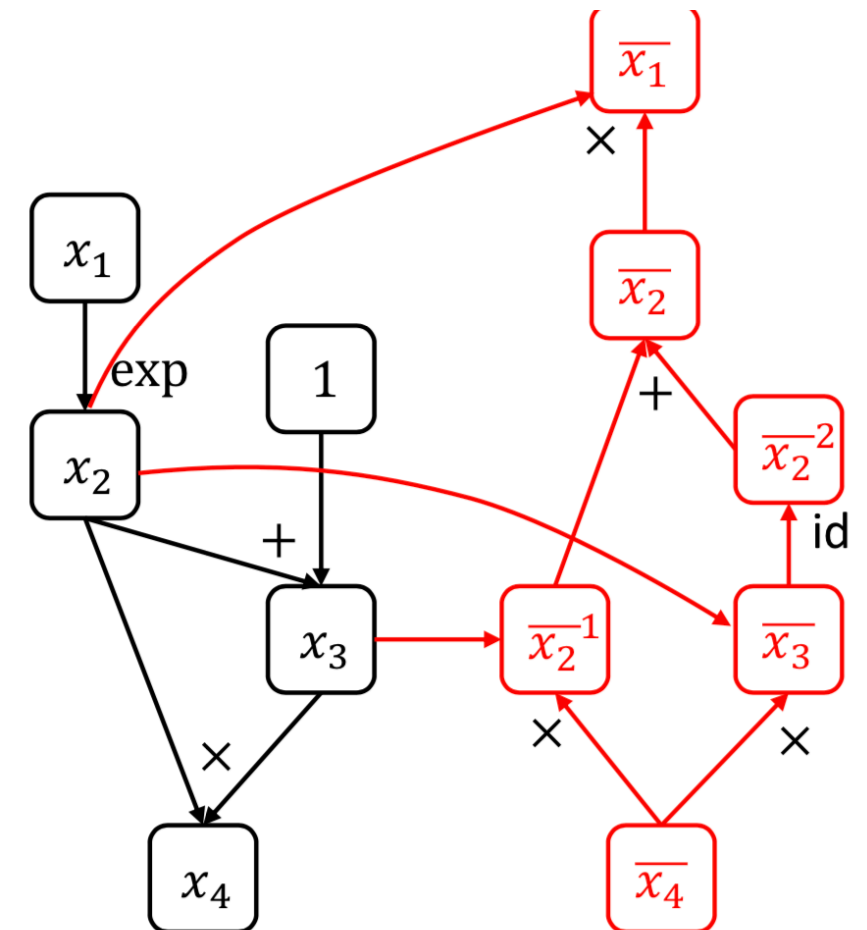 x̅₁
×
x₁
x̅₂
exp
1
+
x₂
x̅₂²
+
id
x₃
x̅₂¹
x̅₃
×
×
×
x₄
x̅₄